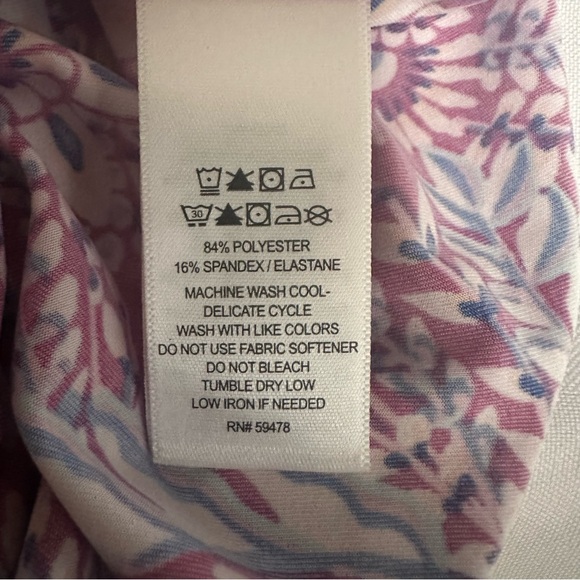 30
84% POLYESTER
16% SPANDEX / ELASTANE
MACHINE WASH COOL-
DELICATE CYCLE
WASH WITH LIKE COLORS
DO NOT USE FABRIC SOFTENER
DO NOT BLEACH
TUMBLE DRY LOW
LOW IRON IF NEEDED
RN# 59478